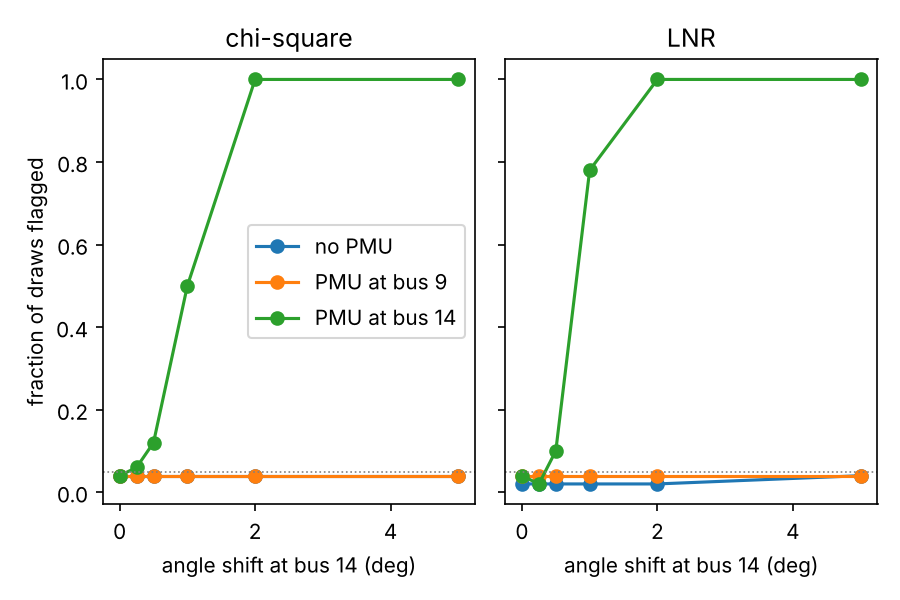 chi-square
LNR
fraction of draws flagged
1.0
0.8
0.6
0.4
0.2
0.0
no PMU
PMU at bus 9
PMU at bus 14
0 2 4
0 2 4
angle shift at bus 14 (deg)
angle shift at bus 14 (deg)